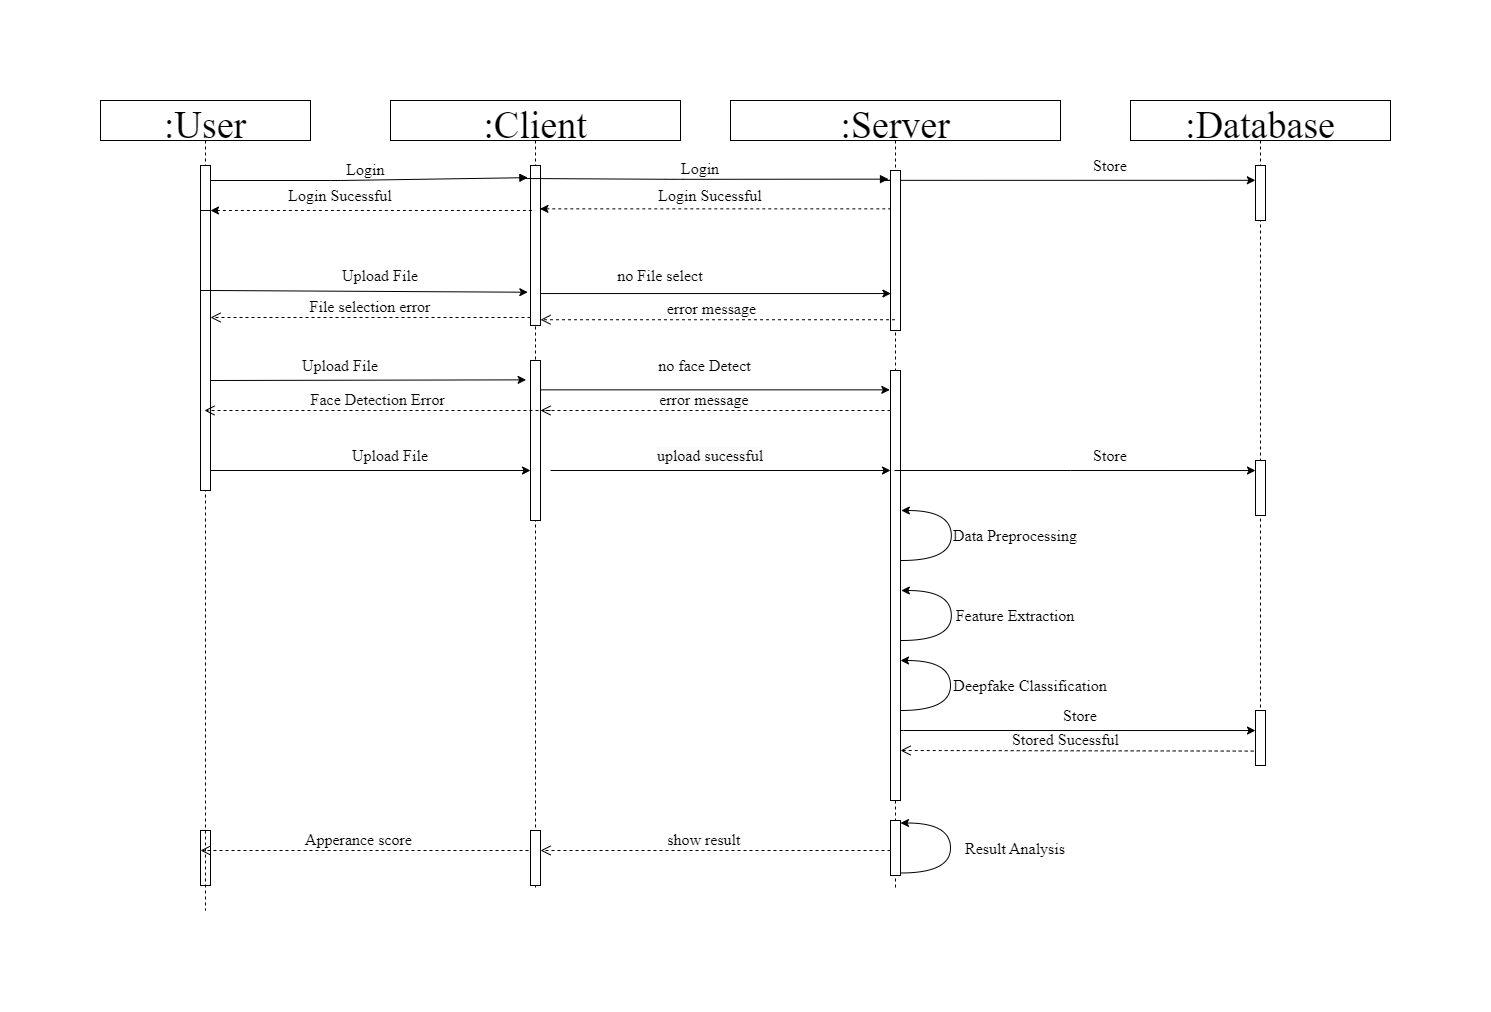 :User
:Client
:Server
:Database
Login
Login
Store
Login Sucessful
Login Sucessful
Upload File
no File select
File selection error
error message
Upload File
no face Detect
Face Detection Error
error message
Upload File
upload sucessful
Store
Data Preprocessing
Feature Extraction
Deepfake Classification
Store
Stored Sucessful
Apperance score
show result
Result Analysis